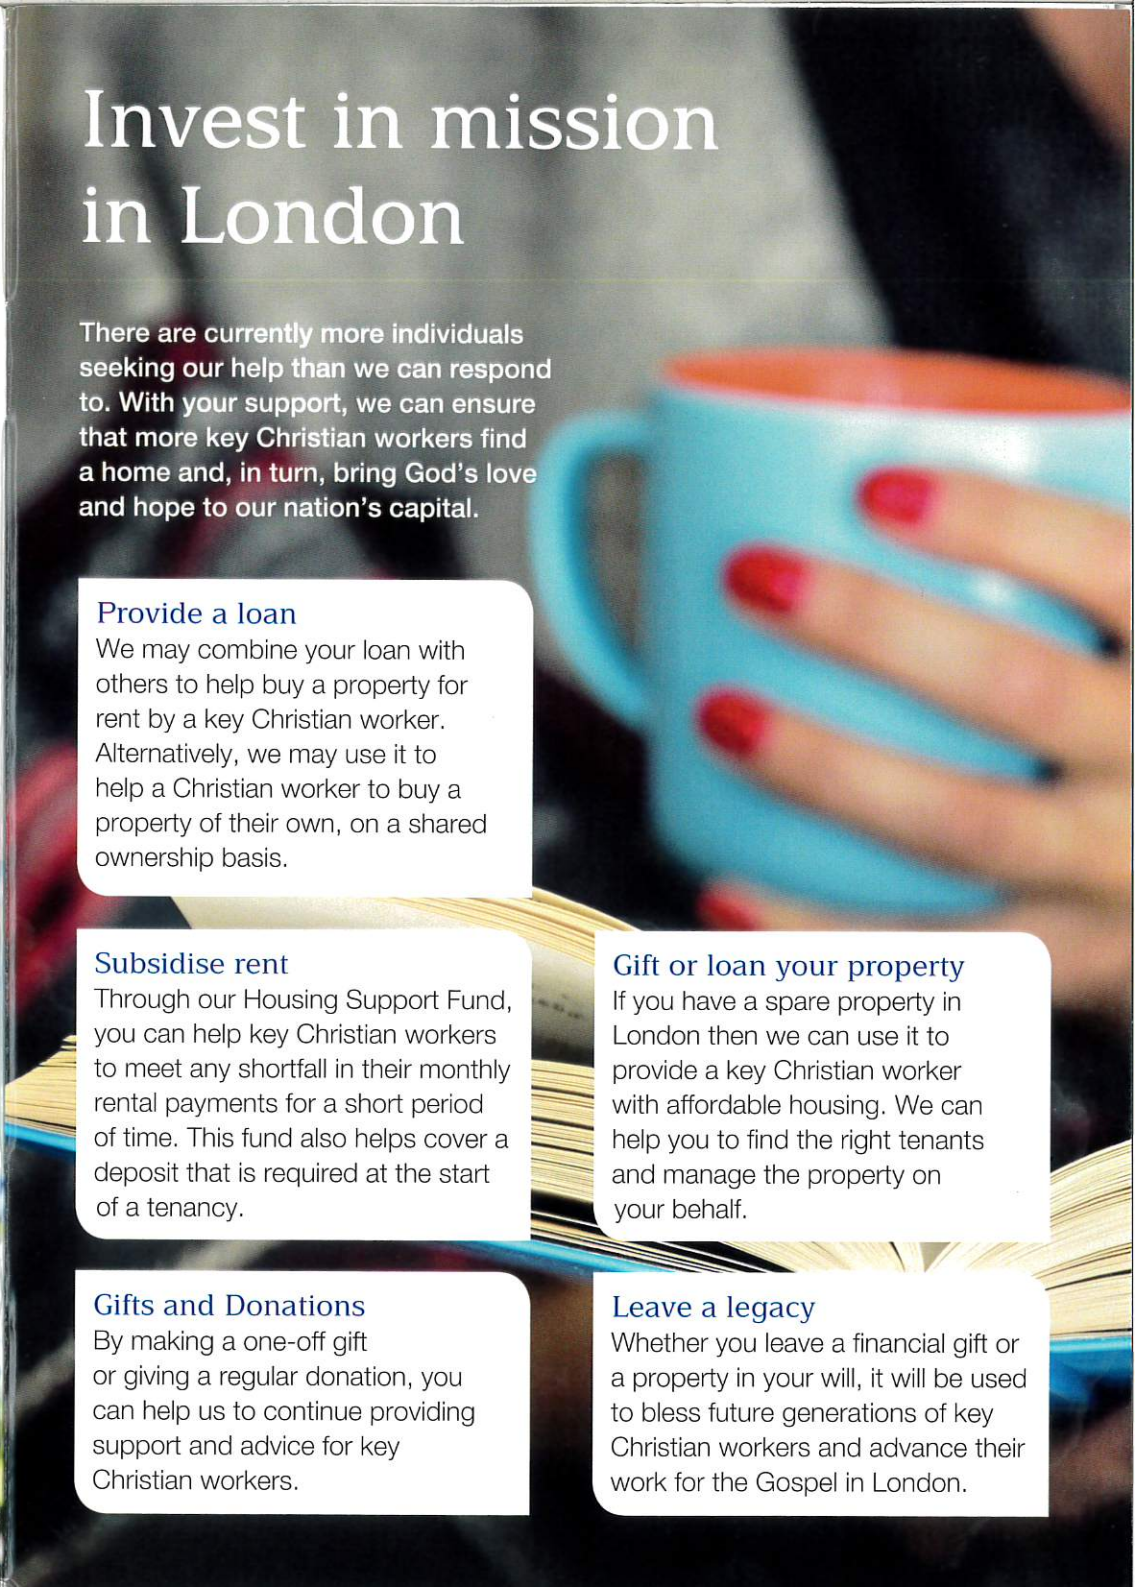 Invest in mission
in London
There are currently more individuals
seeking our help than we can respond
to. With your support, we can ensure
that more key Christian workers find
a home and, in turn, bring God's love
and hope to our nation's capital.
Provide a loan
We may combine your loan with
others to help buy a property for
rent by a key Christian worker.
Alternatively, we may use it to
help a Christian worker to buy a
property of their own, on a shared
ownership basis.
Subsidise rent
Through our Housing Support Fund,
you can help key Christian workers
to meet any shortfall in their monthly
rental payments for a short period
of time. This fund also helps cover a
deposit that is required at the start
of a tenancy.
Gift or loan your property
If you have a spare property in
London then we can use it to
provide a key Christian worker
with affordable housing. We can
help you to find the right tenants
and manage the property on
your behalf.
Gifts and Donations
By making a one-off gift
or giving a regular donation, you
can help us to continue providing
support and advice for key
Christian workers.
Leave a legacy
Whether you leave a financial gift or
a property in your will, it will be used
to bless future generations of key
Christian workers and advance their
work for the Gospel in London.